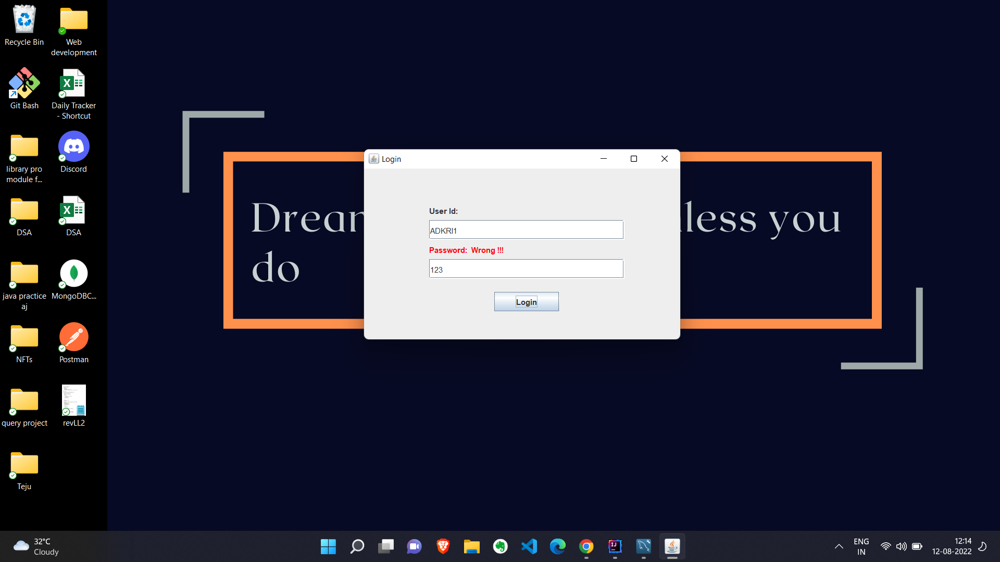 Recycle Bin
Web
development
Git Bash
Daily Tracker
- Shortcut
library pro
module f...
Discord
DSA
DSA
java practice
aj
MongoDBC...
NFTs
Postman
query project
revLL2
Teju
less you
do
Login
User Id:
ADKRI1
Password: Wrong !!!
123
Login
32°C
Cloudy
ENG
IN
12:14
12-08-2022